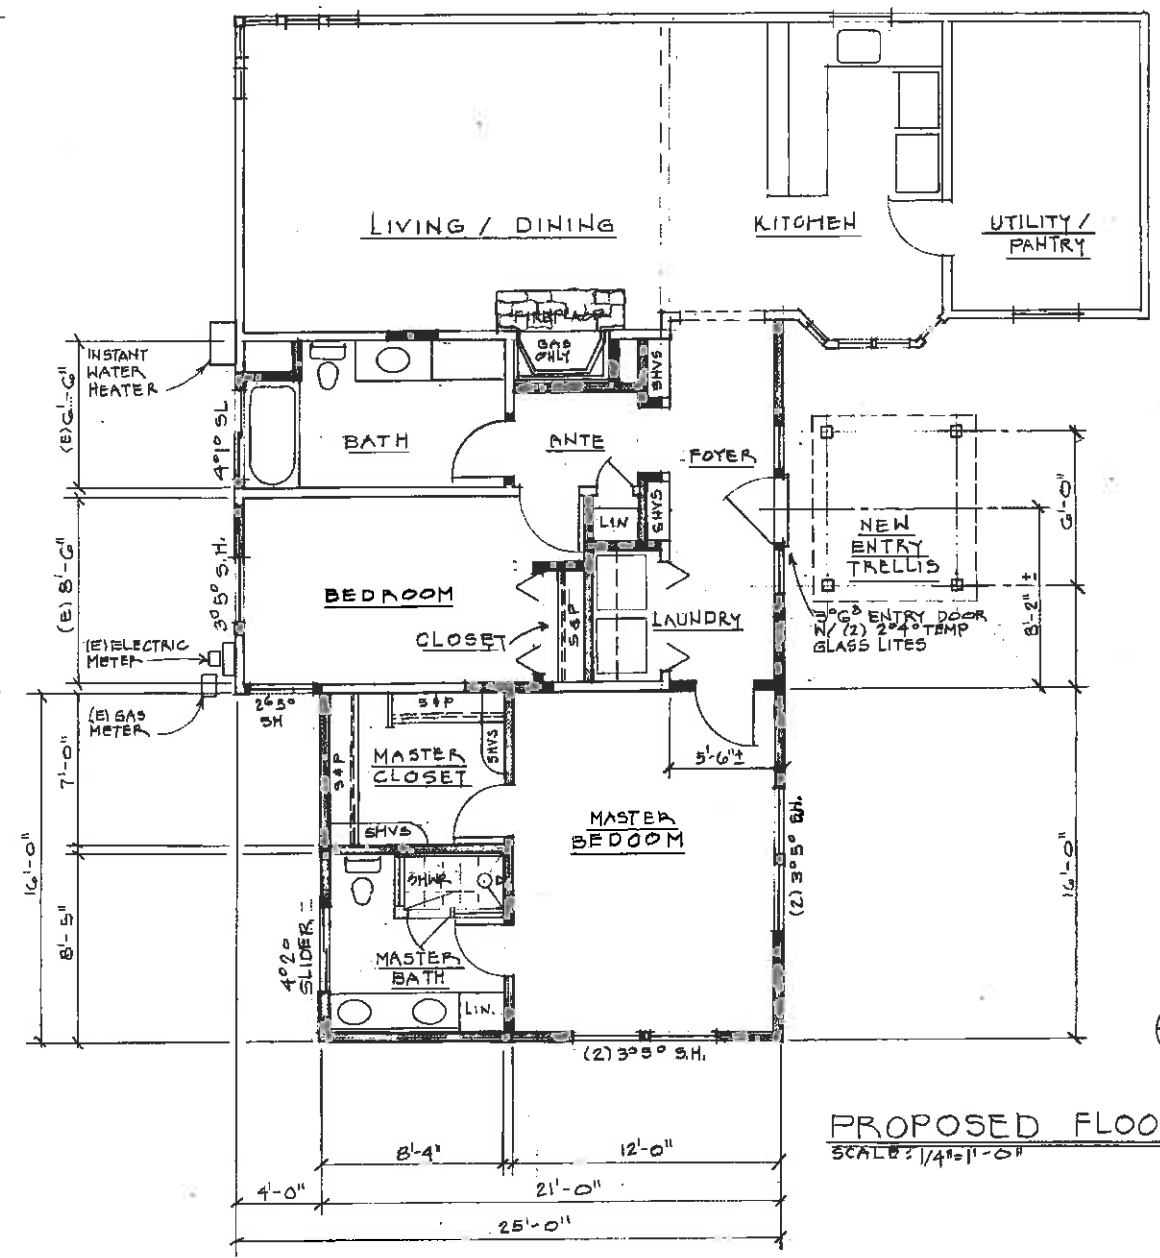 LIVING / DINING
KITCHEN
UTILITY /
PANTRY
FIREPLACE
GAS
ONLY
SHVS
INSTANT
WATER
HEATER
(E) 6'-6"
4°1° SL
BATH
ANTE
FOYER
LIN
SHVS
NEW
ENTRY
TRELLIS
6'-0"
8'-2" ±
(E) 8'-6"
3°5° S.H.
BEDROOM
CLOSET
S&P
LAUNDRY
3°6⁸ ENTRY DOOR
W/ (2) 2°4° TEMP
GLASS LITES
(E) ELECTRIC
METER
(E) GAS
METER
2⁶3°
SH
S&P
SHVS
S&P
MASTER
CLOSET
SHVS
5'-6"±
7'-0"
16'-0"
8'-5"
MASTER
BEDOOM
(2) 3°5° S.H.
16'-0"
SHWR
4°2°
SLIDER
MASTER
BATH
LIN.
(2) 3°5° S.H.
8'-4"
12'-0"
4'-0"
21'-0"
25'-0"
PROPOSED FLOO
SCALE: 1/4"=1'-0"